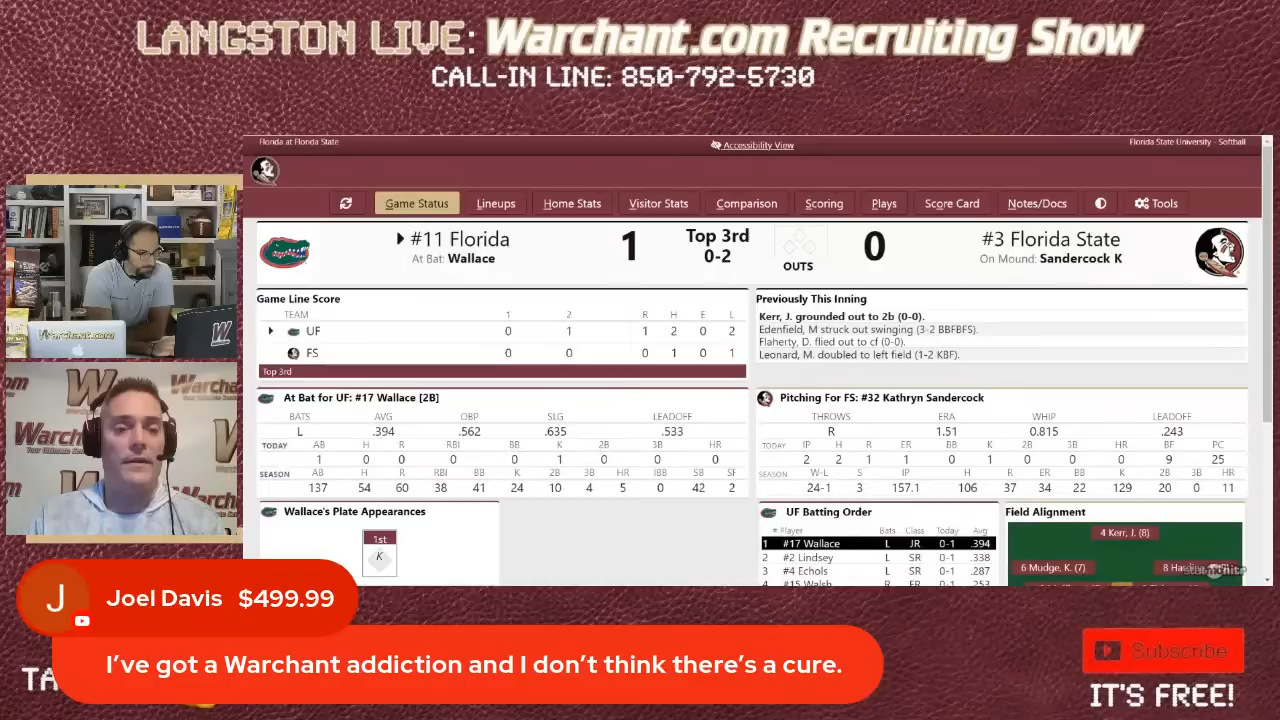 LANGSTON LIVE: Warchant.com Recruiting Show
CALL-IN LINE: 850-792-5730
Florida at Florida State
Accessibility View
Florida State University - Softball
Game Status Lineups Home Stats Visitor Stats Comparison Scoring Plays Score Card Notes/Docs Tools
#11 Florida 1 Top 3rd 0 #3 Florida State
At Bat: Wallace 0-2 OUTS On Mound: Sandercock K
Game Line Score
TEAM 1 2 R H E L
UF 0 1 1 2 0 2
FS 0 0 0 1 0 1
Top 3rd
Previously This Inning
Kerr, J. grounded out to 2b (0-0).
Edenfield, M struck out swinging (3-2 BBFBFS).
Flaherty, D. flied out to cf (0-0).
Leonard, M. doubled to left field (1-2 KBF).
At Bat for UF: #17 Wallace [2B]
BATS AVG OBP SLG LEADOFF
L .394 .562 .635 .533
TODAY AB H R RBI BB K 2B 3B HR
1 0 0 0 0 1 0 0 0
SEASON AB H R RBI BB K 2B 3B HR IBB SB SF
137 54 60 38 41 24 10 4 5 0 42 2
Pitching For FS: #32 Kathryn Sandercock
THROWS ERA WHIP LEADOFF
R 1.51 0.815 .243
TODAY IP H R ER BB K 2B 3B HR BF PC
2 2 1 1 0 1 0 0 0 9 25
SEASON W-L S IP H R ER BB K 2B 3B HR
24-1 3 157.1 106 37 34 22 129 20 0 11
Wallace's Plate Appearances
1st
K
UF Batting Order
# Player Bats Class Today Avg
1 #17 Wallace L JR 0-1 .394
2 #2 Lindsey L SR 0-1 .338
3 #4 Echols L SR 0-1 .287
4 #15 Walsh 0-1 .253
Field Alignment
4 Kerr, J. (8)
6 Mudge, K. (7)
Warchant.com
W
Warchant
J
Joel Davis $499.99
I've got a Warchant addiction and I don't think there's a cure.
TA
Subscribe
IT'S FREE!